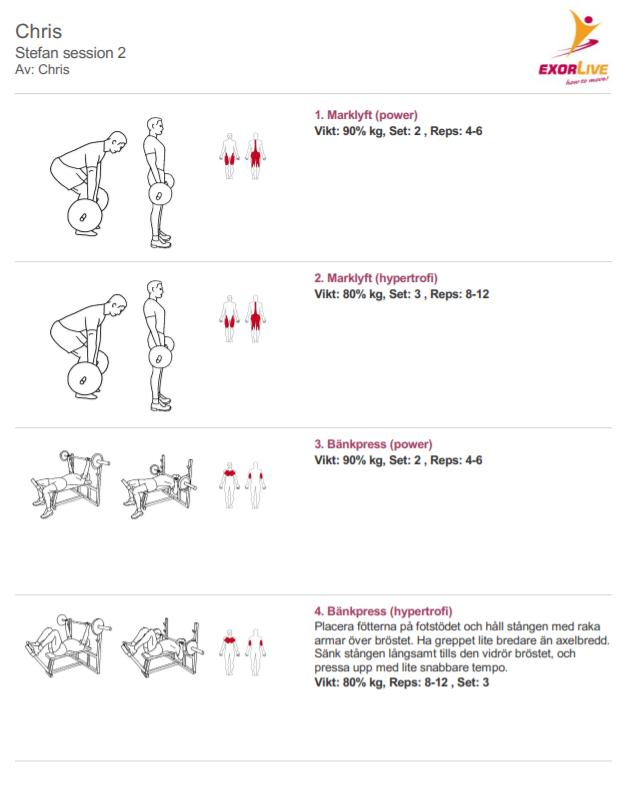 Chris
Stefan session 2
Av: Chris
EXORLIVE
how to move!
1. Marklyft (power)
Vikt: 90% kg, Set: 2 , Reps: 4-6
2. Marklyft (hypertrofi)
Vikt: 80% kg, Set: 3 , Reps: 8-12
3. Bänkpress (power)
Vikt: 90% kg, Set: 2 , Reps: 4-6
4. Bänkpress (hypertrofi)
Placera fötterna på fotstödet och håll stången med raka
armar över bröstet. Ha greppet lite bredare än axelbredd.
Sänk stången långsamt tills den vidrör bröstet, och
pressa upp med lite snabbare tempo.
Vikt: 80% kg, Reps: 8-12 , Set: 3